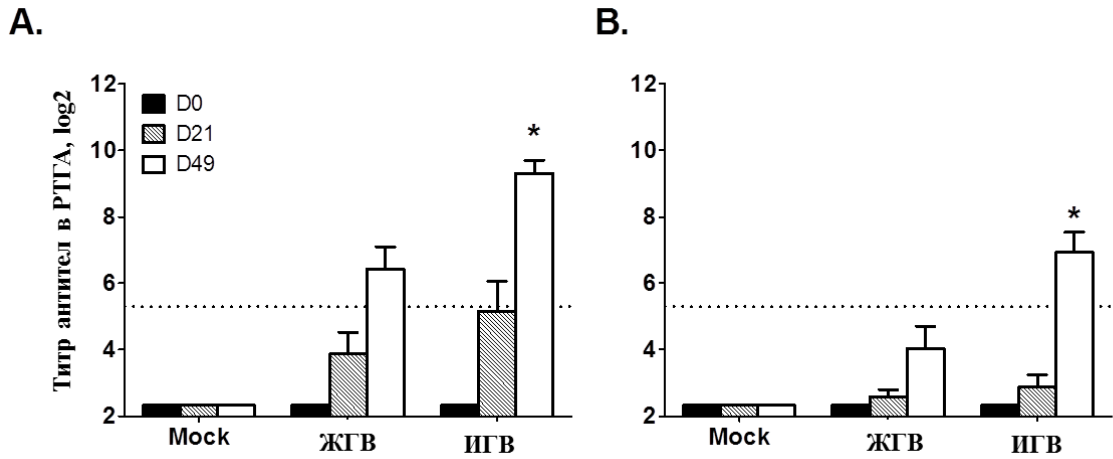 A.
Титр антител в РТГА, log2
12
10
8
6
4
2
D0
D21
D49
*
Mock
ЖГВ
ИГВ
B.
12
10
8
6
4
2
*
Mock
ЖГВ
ИГВ